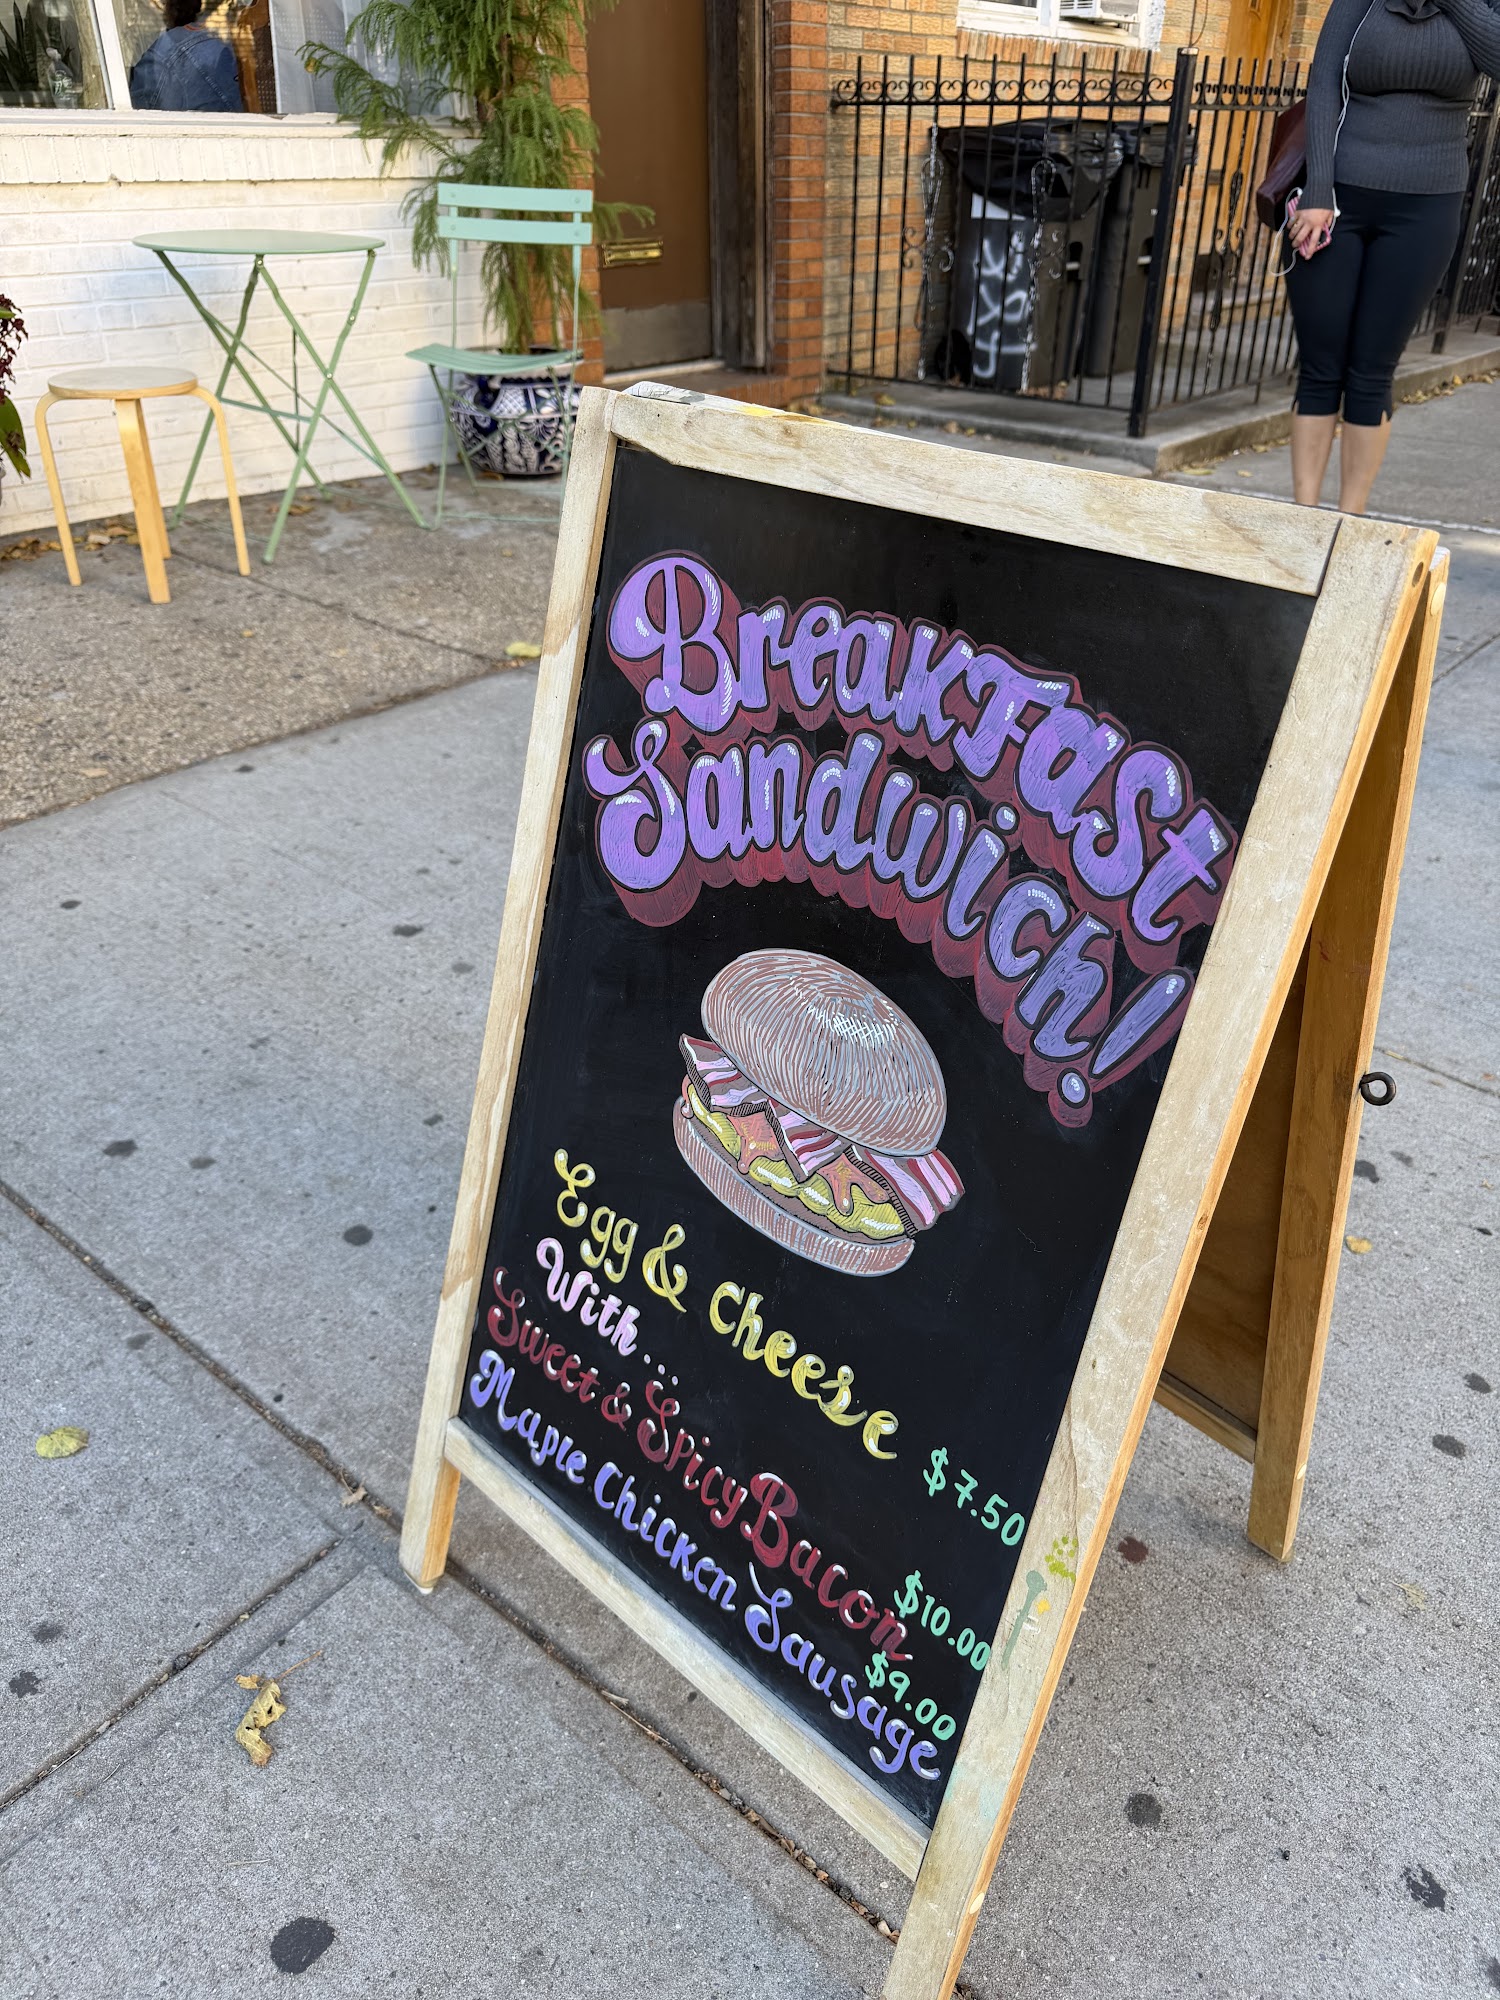 Breakfast
Sandwich!
Egg & Cheese $7.50
With...
Sweet & Spicy Bacon $10.00
Maple Chicken Sausage $9.00